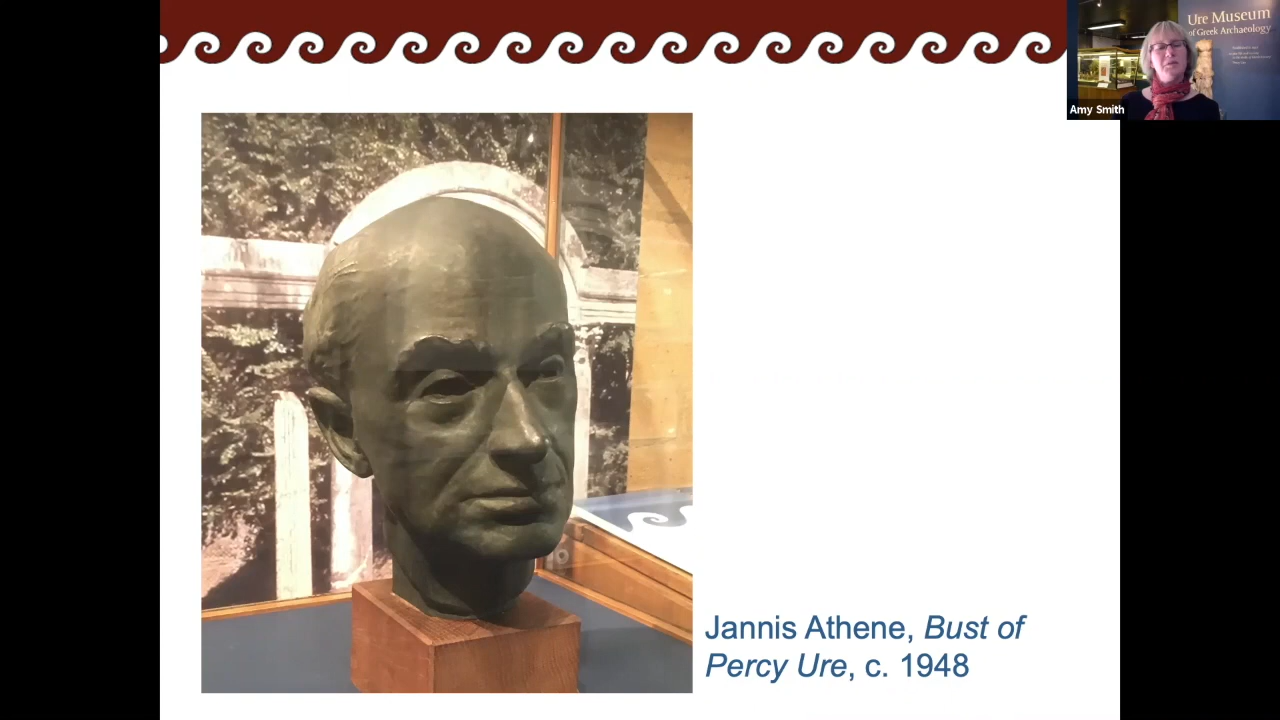 Ure Museum
of Greek Archaeology
Amy Smith
Jannis Athene, Bust of
Percy Ure, c. 1948